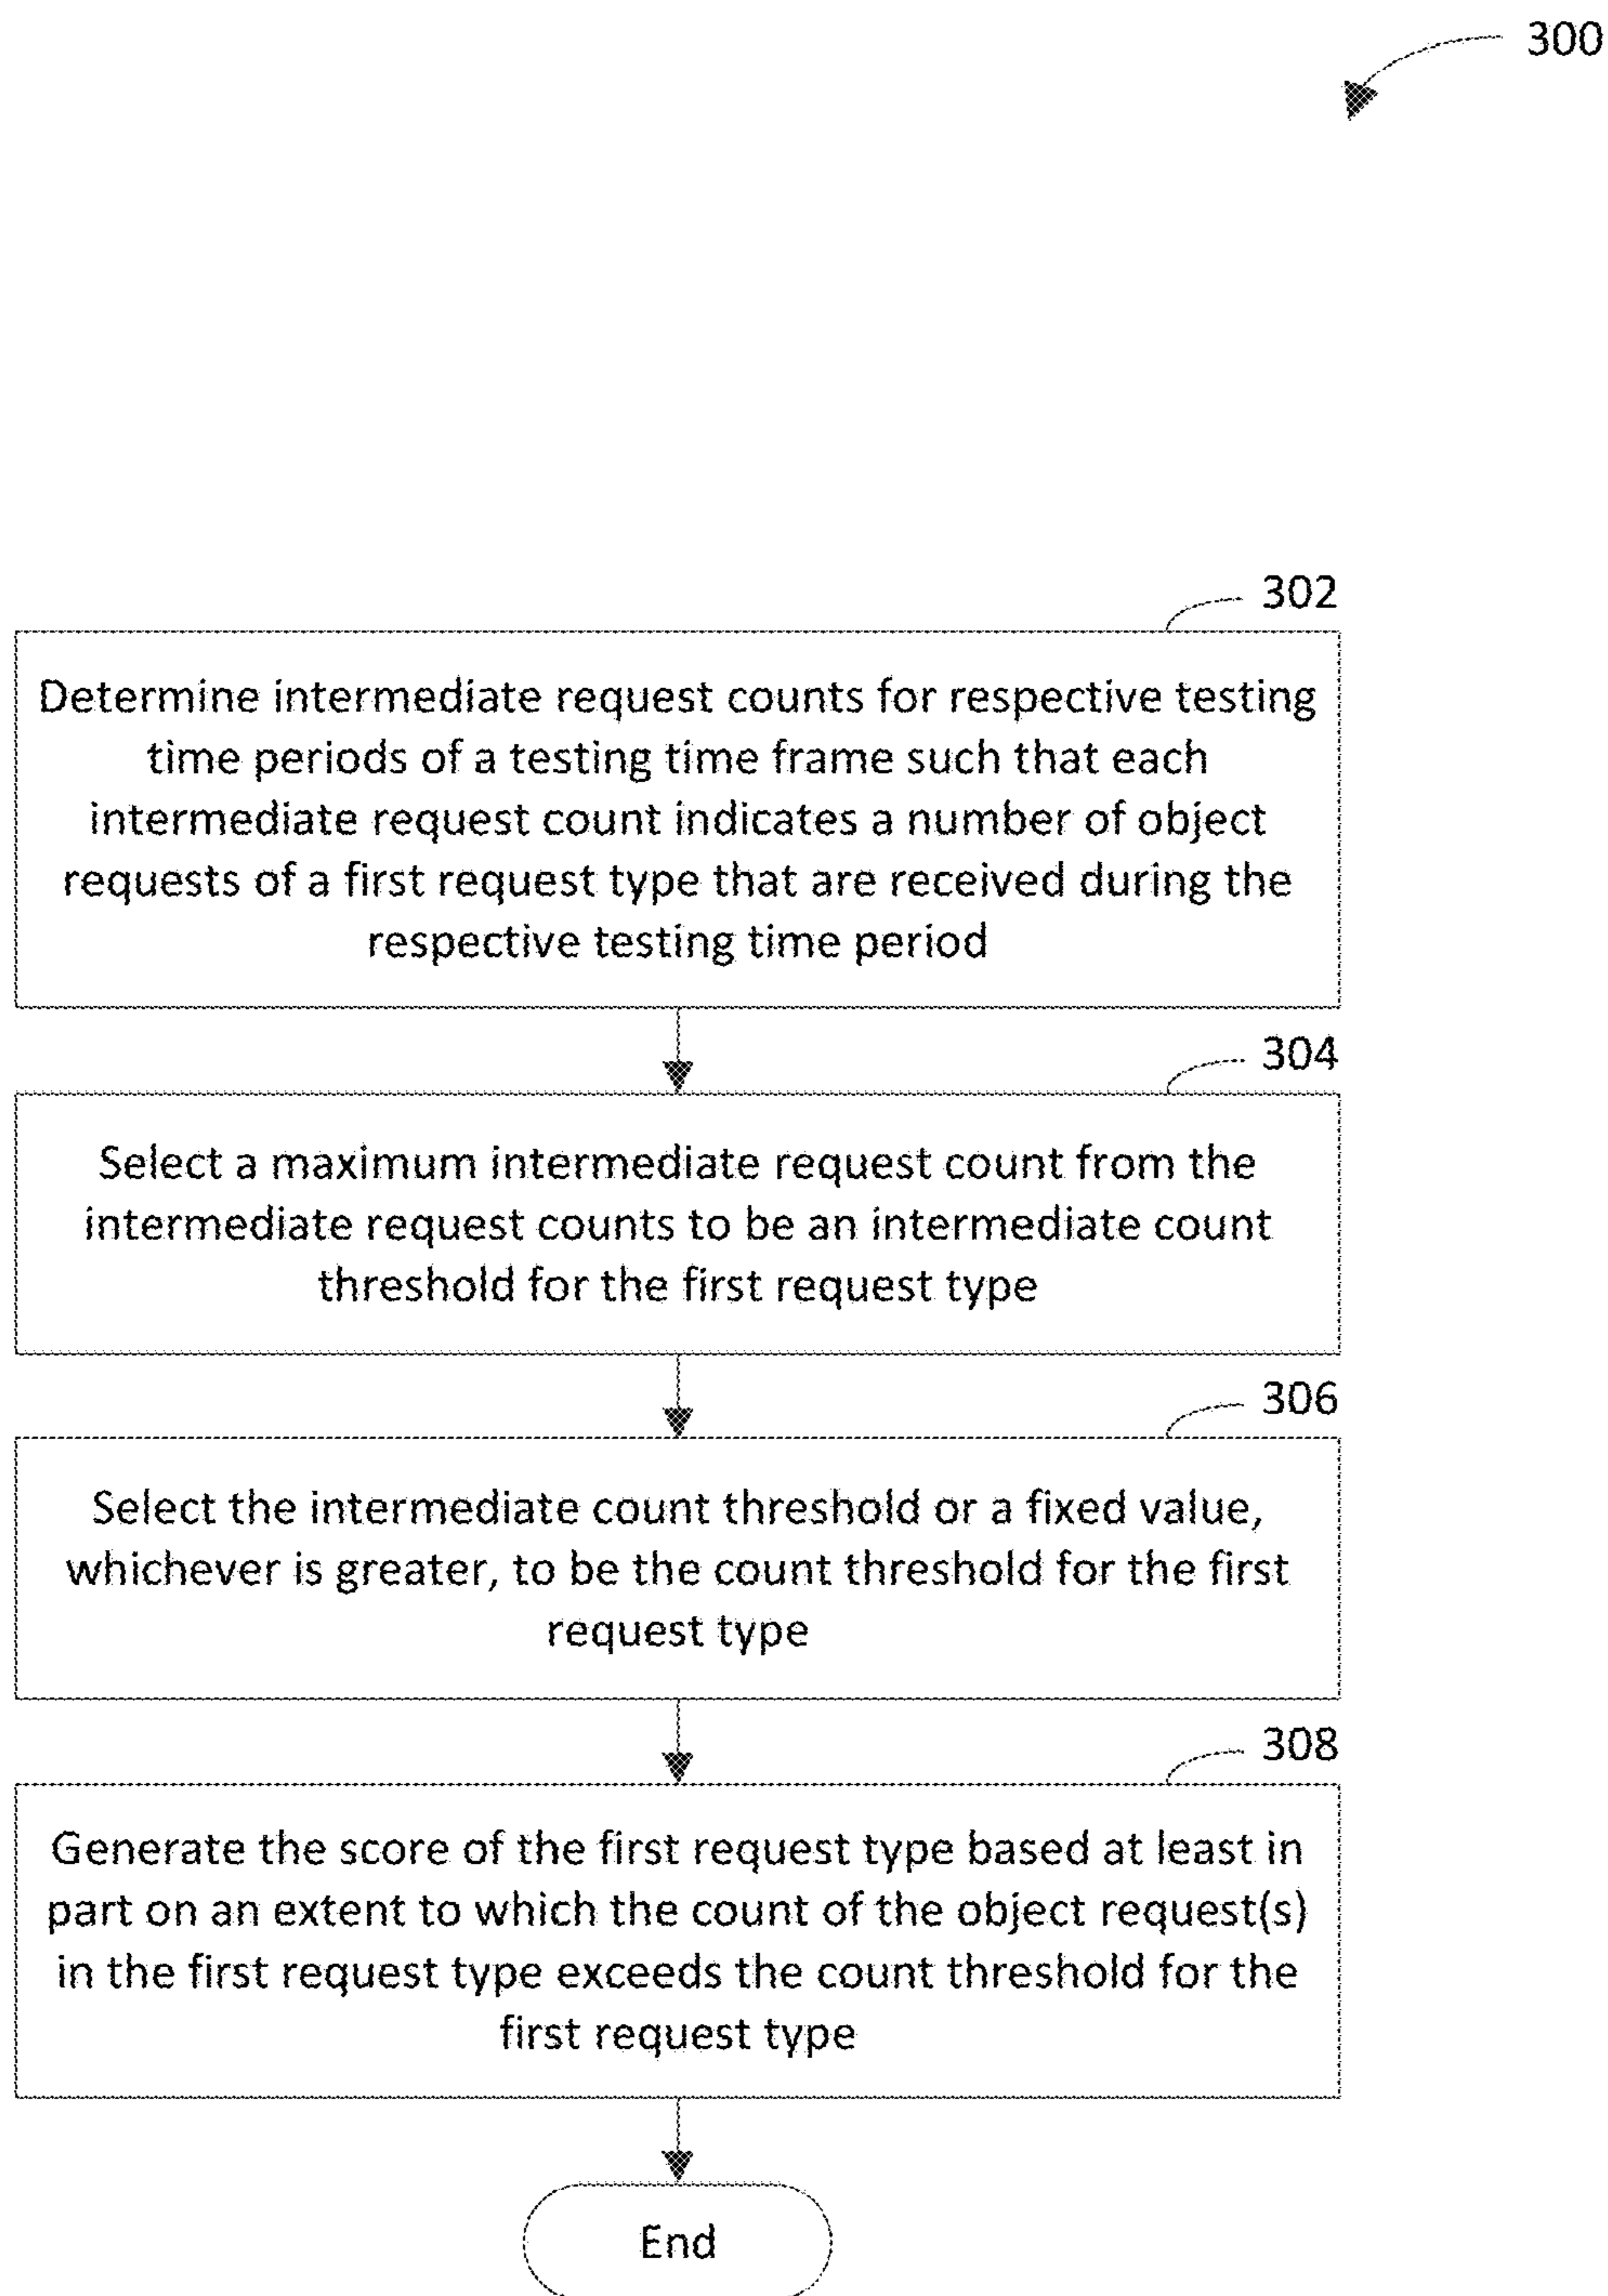 300
302
Determine intermediate request counts for respective testing
time periods of a testing time frame such that each
intermediate request count indicates a number of object
requests of a first request type that are received during the
respective testing time period
304
Select a maximum intermediate request count from the
intermediate request counts to be an intermediate count
threshold for the first request type
306
Select the intermediate count threshold or a fixed value,
whichever is greater, to be the count threshold for the first
request type
308
Generate the score of the first request type based at least in
part on an extent to which the count of the object request(s)
in the first request type exceeds the count threshold for the
first request type
End